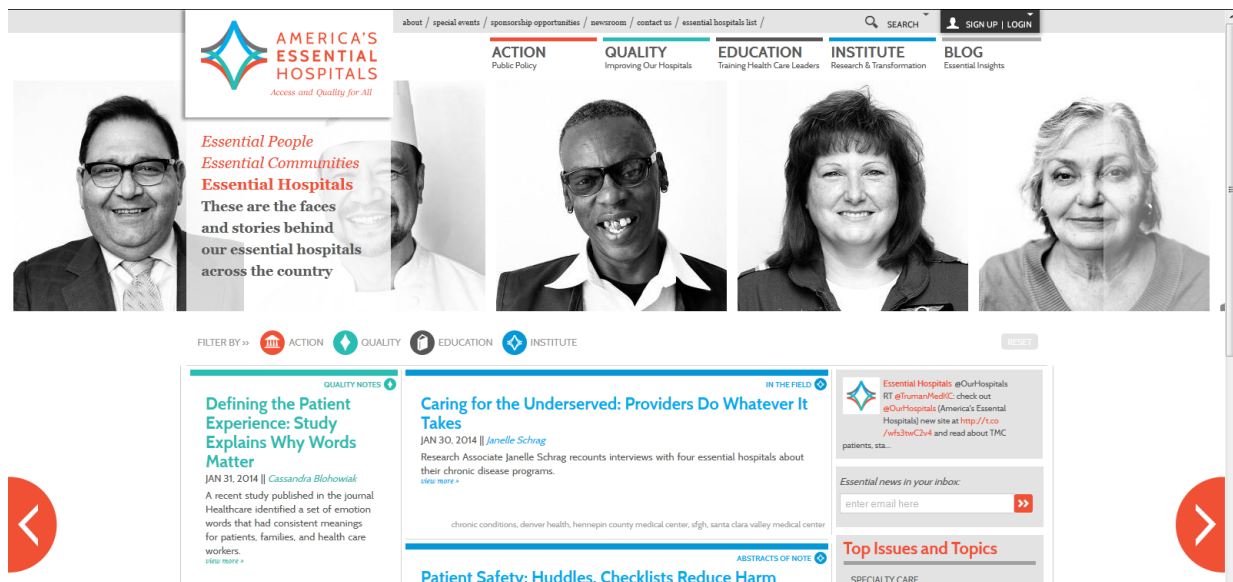 about / special events / sponsorship opportunities / newsroom / contact us / essential hospitals list /
SEARCH
SIGN UP | LOGIN
AMERICA'S
ESSENTIAL
HOSPITALS
Access and Quality for All
ACTION
Public Policy
QUALITY
Improving Our Hospitals
EDUCATION
Training Health Care Leaders
INSTITUTE
Research & Transformation
BLOG
Essential Insights
Essential People
Essential Communities
Essential Hospitals
These are the faces
and stories behind
our essential hospitals
across the country
FILTER BY »
ACTION
QUALITY
EDUCATION
INSTITUTE
RESET
QUALITY NOTES
Defining the Patient
Experience: Study
Explains Why Words
Matter
JAN 31, 2014 || Cassandra Blohowiak
A recent study published in the journal
Healthcare identified a set of emotion
words that had consistent meanings
for patients, families, and health care
workers.
view more »
IN THE FIELD
Caring for the Underserved: Providers Do Whatever It
Takes
JAN 30, 2014 || Janelle Schrag
Research Associate Janelle Schrag recounts interviews with four essential hospitals about
their chronic disease programs.
view more »
chronic conditions, denver health, hennepin county medical center, sfgh, santa clara valley medical center
ABSTRACTS OF NOTE
Patient Safety: Huddles, Checklists Reduce Harm
Essential Hospitals @OurHospitals
RT @TrumanMedKC: check out
@OurHospitals (America's Essential
Hospitals) new site at http://t.co
/wfs3twC2v4 and read about TMC
patients, sta...
Essential news in your inbox:
enter email here
Top Issues and Topics
SPECIALTY CARE